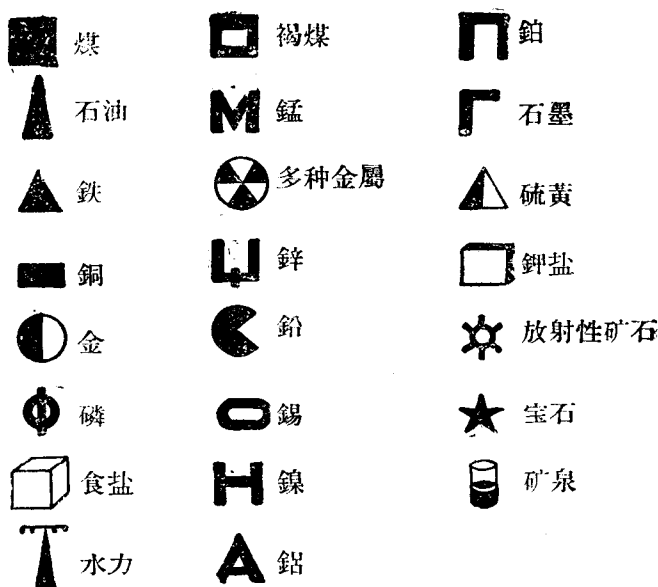 煤
石油
鉄
銅
金
磷
食盐
水力
褐煤
錳
多种金屬
鋅
鉛
錫
鎳
鋁
鉑
石墨
硫黃
鉀盐
放射性矿石
宝石
矿泉